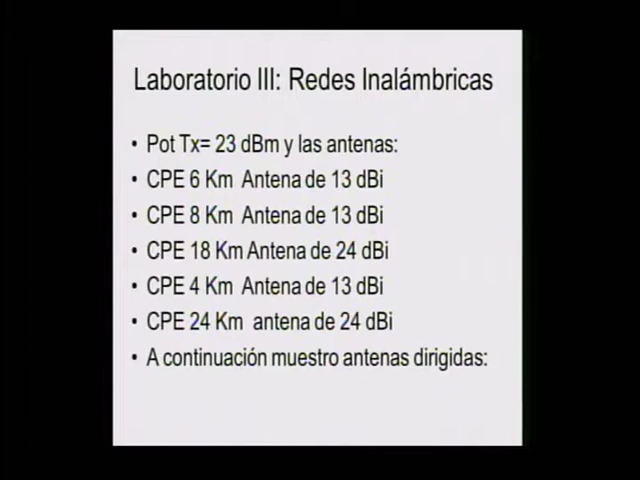 Laboratorio III: Redes Inalámbricas
• Pot Tx= 23 dBm y las antenas:
• CPE 6 Km Antena de 13 dBi
• CPE 8 Km Antena de 13 dBi
• CPE 18 Km Antena de 24 dBi
• CPE 4 Km Antena de 13 dBi
• CPE 24 Km antena de 24 dBi
• A continuación muestro antenas dirigidas: